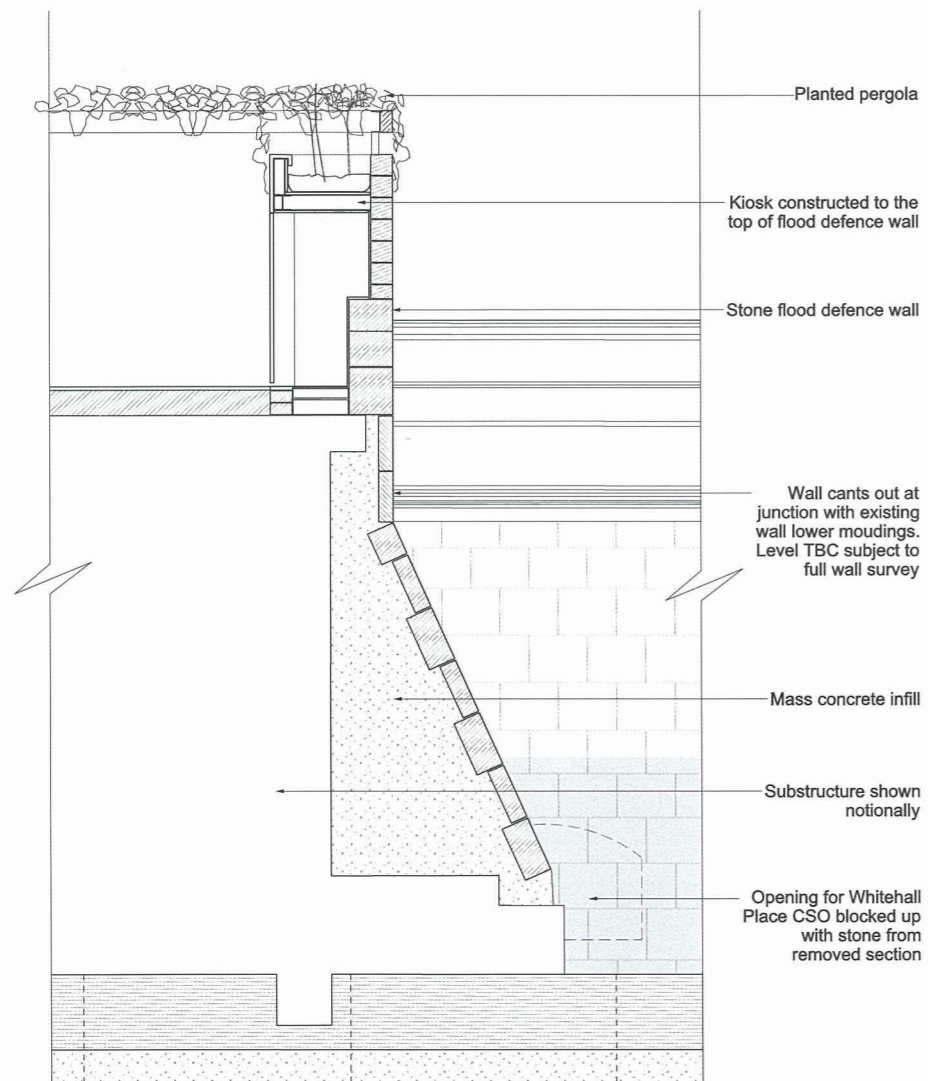 Planted pergola
Kiosk constructed to the
top of flood defence wall
Stone flood defence wall
Wall cants out at
junction with existing
wall lower moudings.
Level TBC subject to
full wall survey
Mass concrete infill
Substructure shown
notionally
Opening for Whitehall
Place CSO blocked up
with stone from
removed section